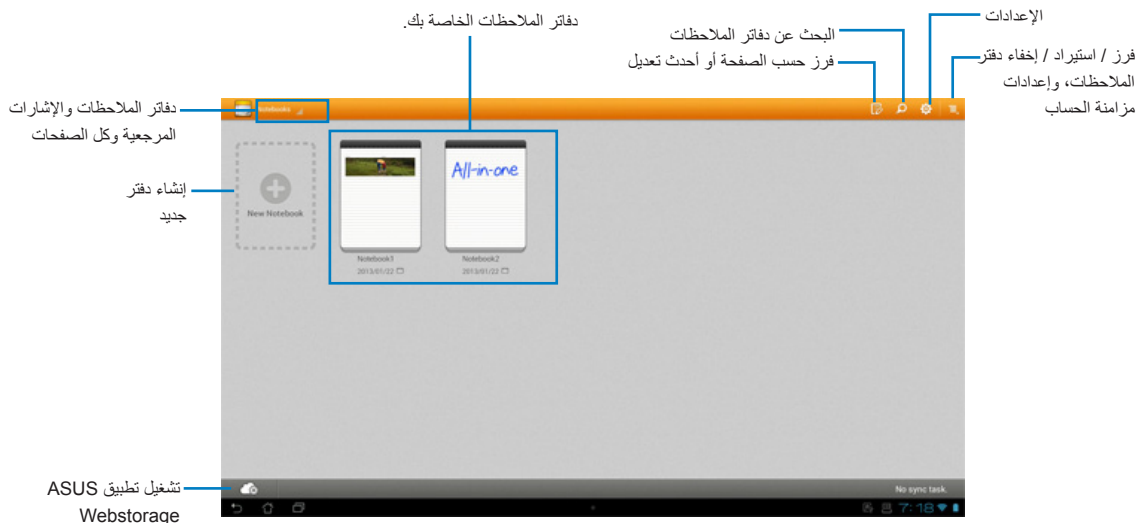 دفاتر الملاحظات الخاصة بك.
الإعدادات
البحث عن دفاتر الملاحظات
فرز حسب الصفحة أو أحدث تعديل
فرز / استيراد / إخفاء دفتر
الملاحظات، وإعدادات
مزامنة الحساب
دفاتر الملاحظات والإشارات
المرجعية وكل الصفحات
إنشاء دفتر
جديد
Notebooks
New Notebook
All-in-one
Notebook1
2013/01/22
Notebook2
2013/01/22
تشغيل تطبيق ASUS
Webstorage
No sync task.
7:18